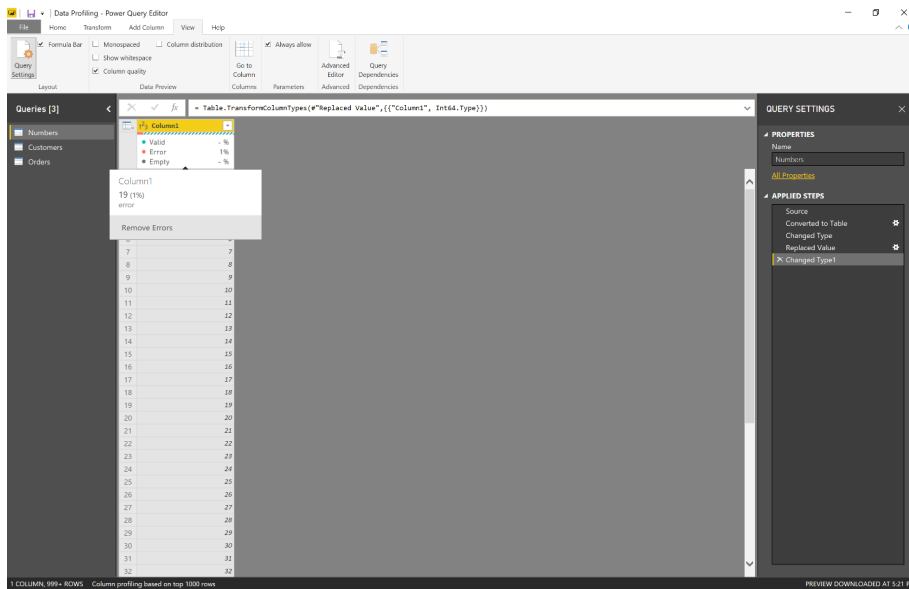 Data Profiling - Power Query Editor
File Home Transform Add Column View Help
Query Settings
Formula Bar
Layout
Monospaced Column distribution
Show whitespace
Column quality
Data Preview
Go to Column
Columns
Always allow
Parameters
Advanced Editor
Advanced
Query Dependencies
Dependencies
Queries [3]
Numbers
Customers
Orders
fx = Table.TransformColumnTypes(#"Replaced Value",{{"Column1", Int64.Type}})
Column1
Valid - %
Error 1%
Empty - %
Column1
19 (1%)
error
Remove Errors
7 7
8 8
9 9
10 10
11 11
12 12
13 13
14 14
15 15
16 16
17 17
18 18
19 19
20 20
21 21
22 22
23 23
24 24
25 25
26 26
27 27
28 28
29 29
30 30
31 31
32 32
QUERY SETTINGS
PROPERTIES
Name
Numbers
All Properties
APPLIED STEPS
Source
Converted to Table
Changed Type
Replaced Value
Changed Type1
1 COLUMN, 999+ ROWS Column profiling based on top 1000 rows
PREVIEW DOWNLOADED AT 5:21